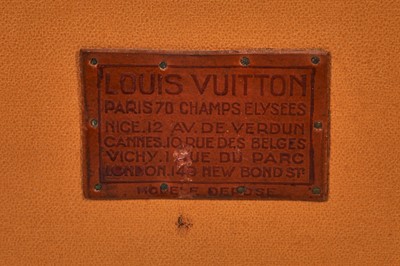 LOUIS VUITTON
PARIS 70 CHAMPS ELYSEES
NICE.12 AV.DE VERDUN
CANNES.10.RUE DES BELGES
VICHY.1 RUE DU PARC
LONDON.149 NEW BOND ST
MODELE DEPOSE